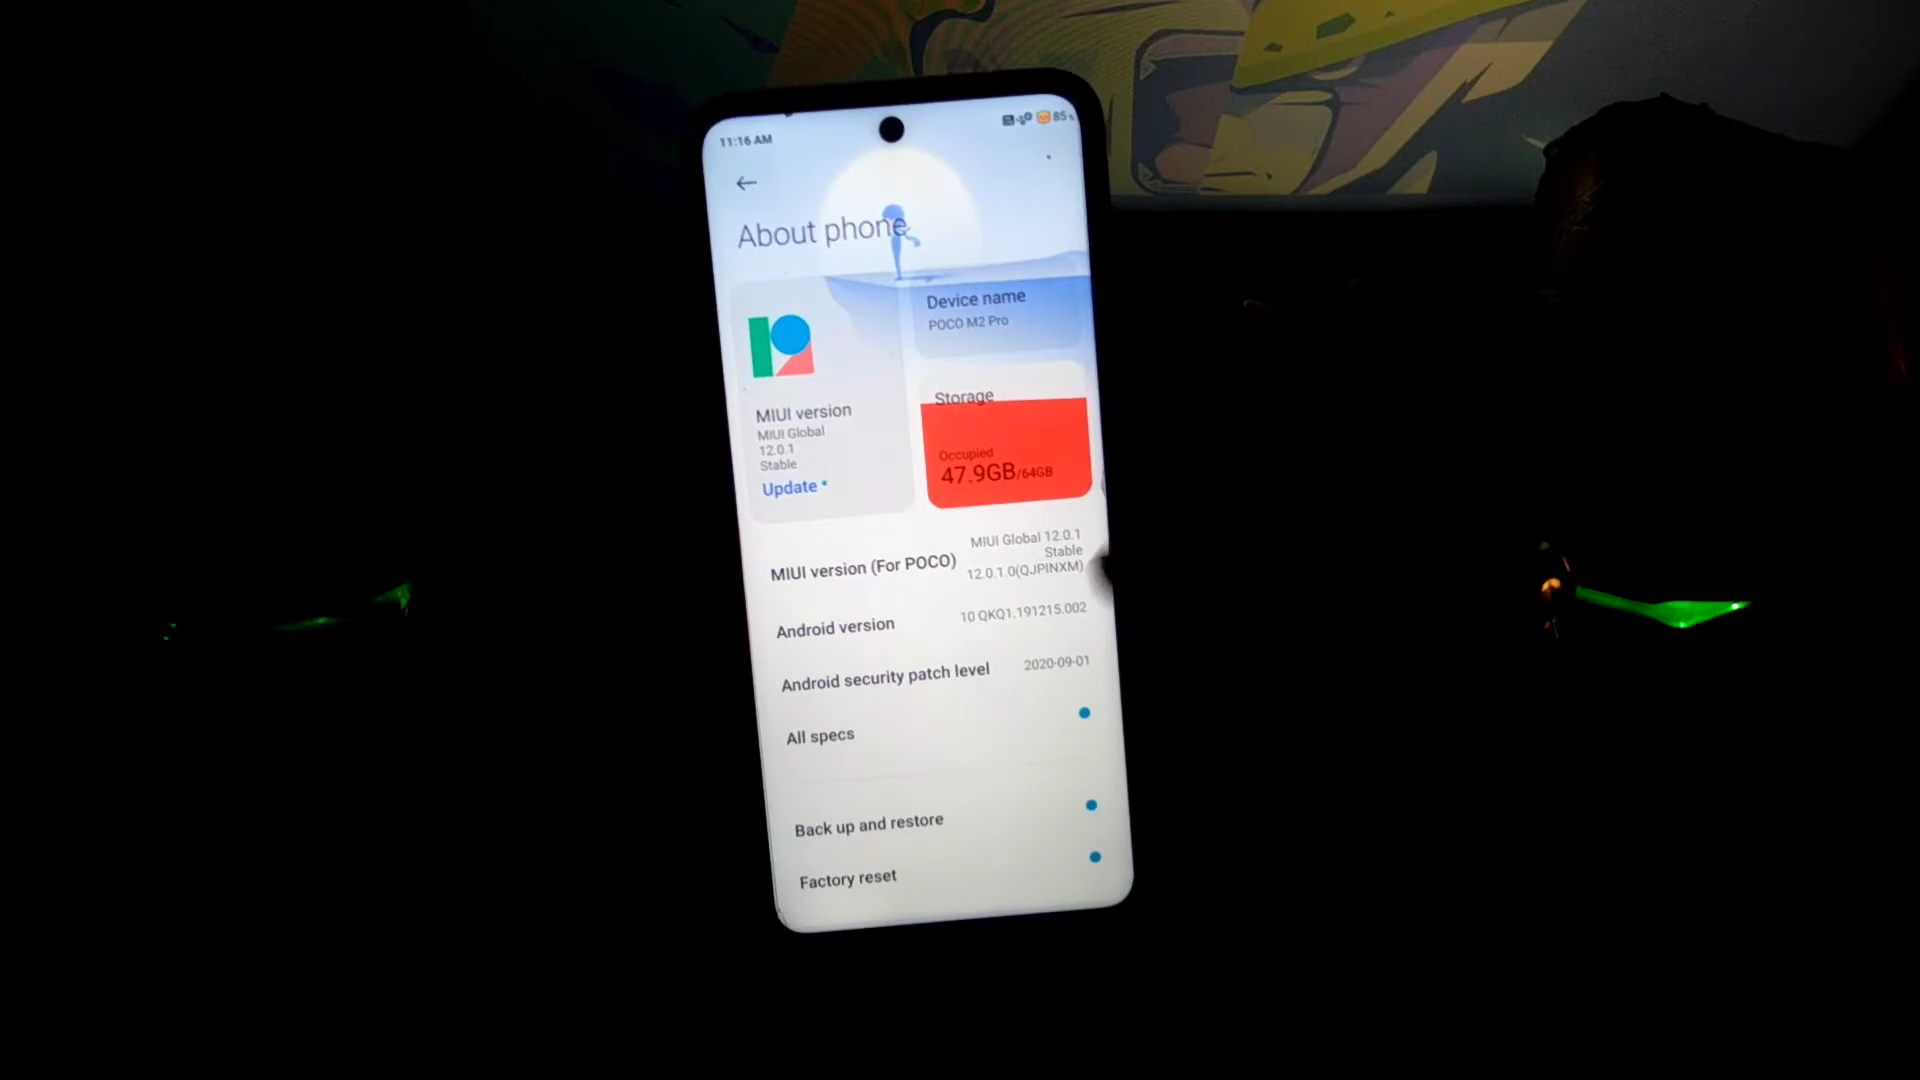 11:16 AM
85%
About phone
Device name
POCO M2 Pro
MIUI version
MIUI Global
12.0.1
Stable
Update
Storage
Occupied
47.9GB/64GB
MIUI version (For POCO)
MIUI Global 12.0.1
Stable
12.0.1.0(QJPINXM)
Android version
10 QKQ1.191215.002
Android security patch level
2020-09-01
All specs
Back up and restore
Factory reset